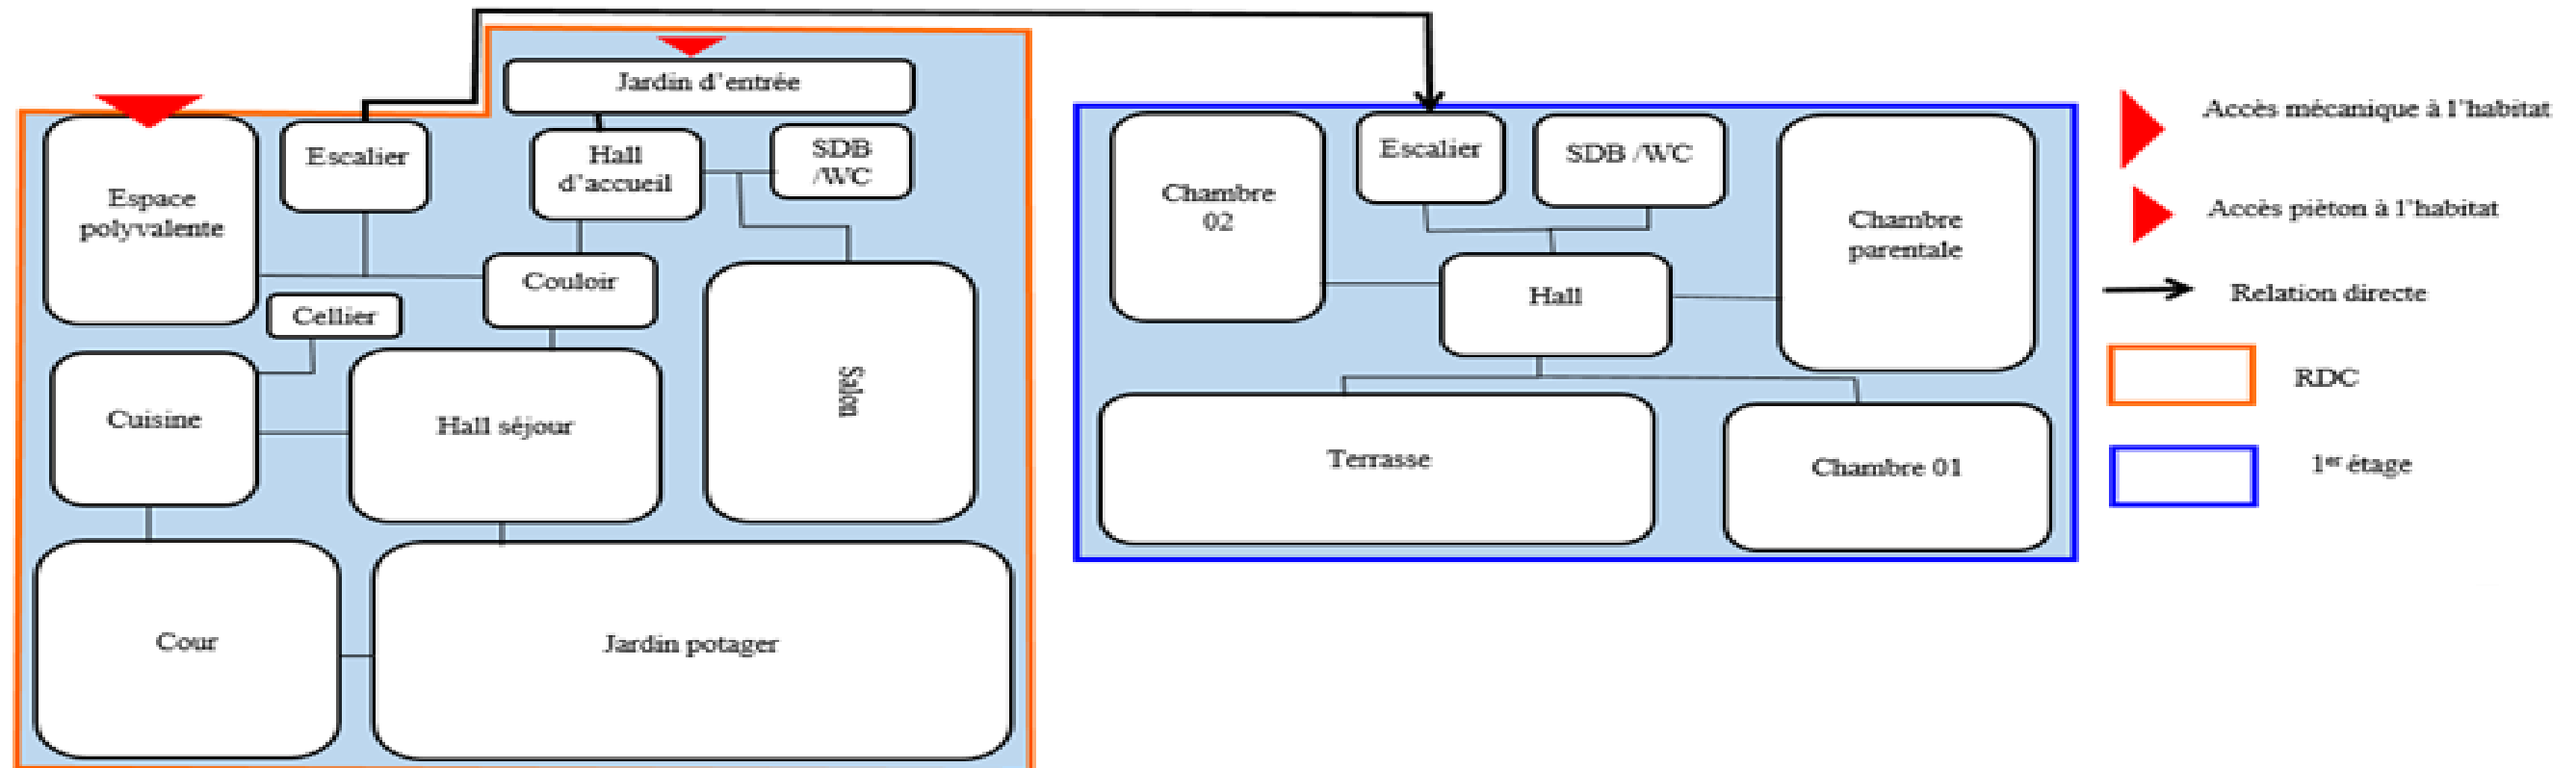 Jardin d'entrée
Escalier
Hall
d'accueil
SDB
/WC
Espace
polyvalente
Couloir
Cellier
Cuisine
Hall séjour
Salon
Cour
Jardin potager
Chambre
02
Escalier
SDB /WC
Chambre
parentale
Hall
Terrasse
Chambre 01
Accès mécanique à l'habitat
Accès pièton à l'habitat
Relation directe
RDC
1er étage